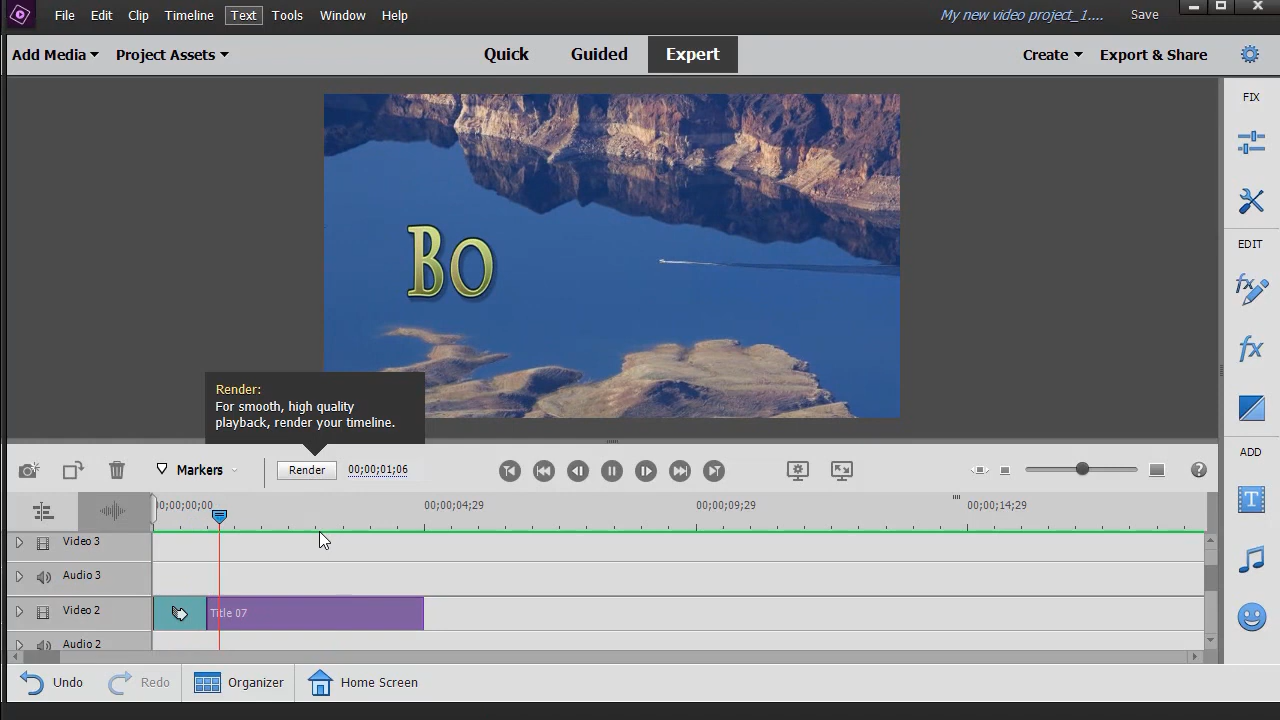 File Edit Clip Timeline Text Tools Window Help My new video project_1.... Save
Add Media Project Assets Quick Guided Expert Create Export & Share
FIX
EDIT
Bo
Render:
For smooth, high quality
playback, render your timeline.
ADD
Markers Render 00;00;01;06
00;00;00;00 00;00;04;29 00;00;09;29 00;00;14;29
Video 3
Audio 3
Video 2 Title 07
Audio 2
Undo Redo Organizer Home Screen